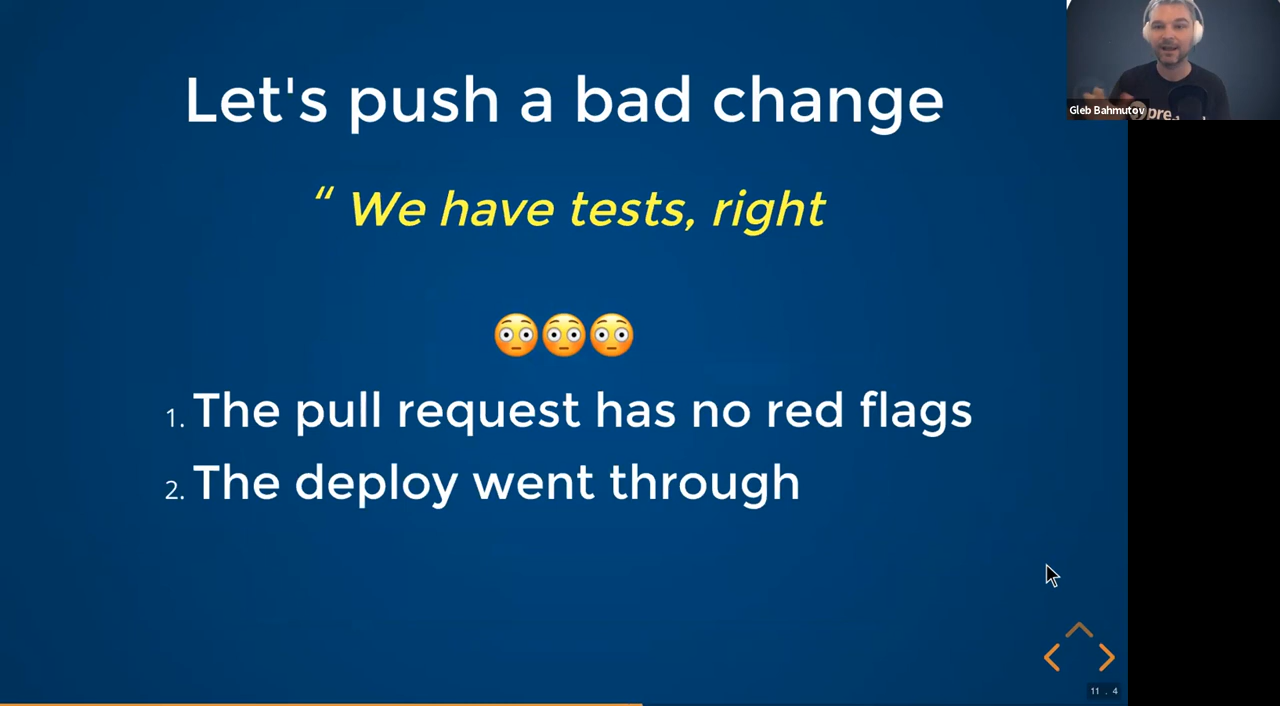 Let's push a bad change
“ We have tests, right
1. The pull request has no red flags
2. The deploy went through
Gleb Bahmutov
pre
11 . 4